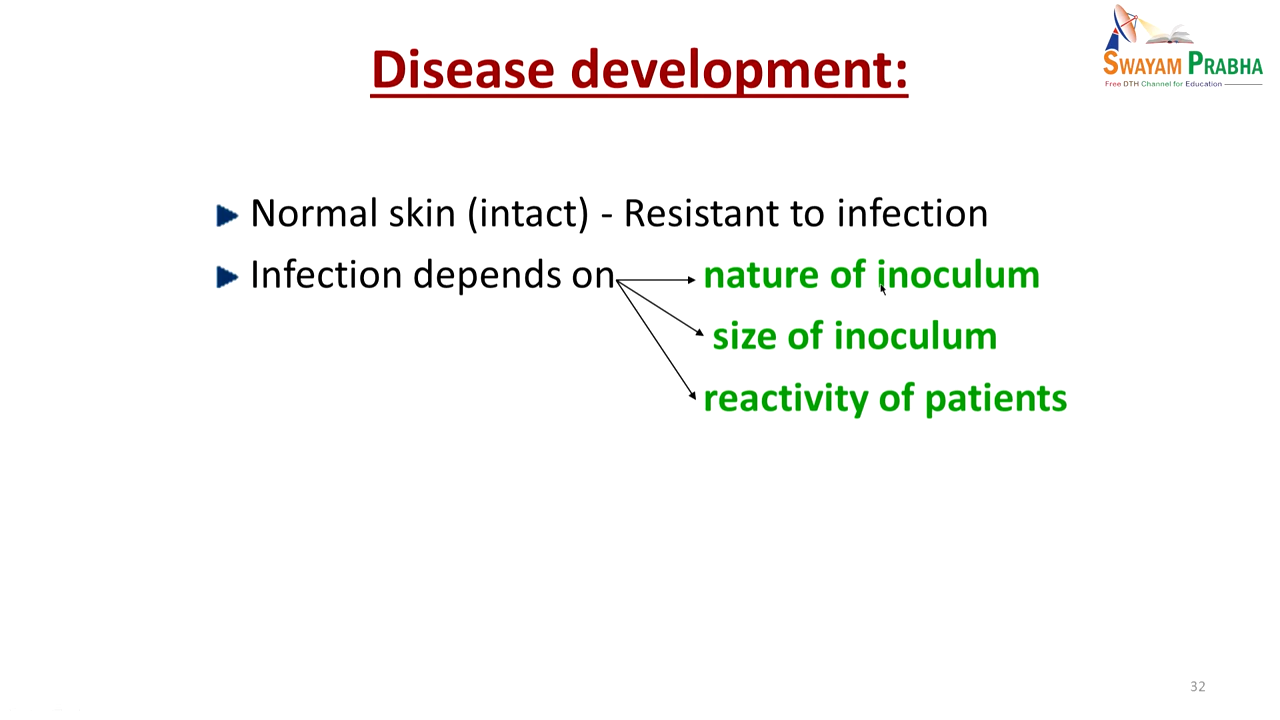 SWAYAM PRABHA
Free DTH Channel for Education
Disease development:
Normal skin (intact) - Resistant to infection
Infection depends on nature of inoculum
size of inoculum
reactivity of patients
32